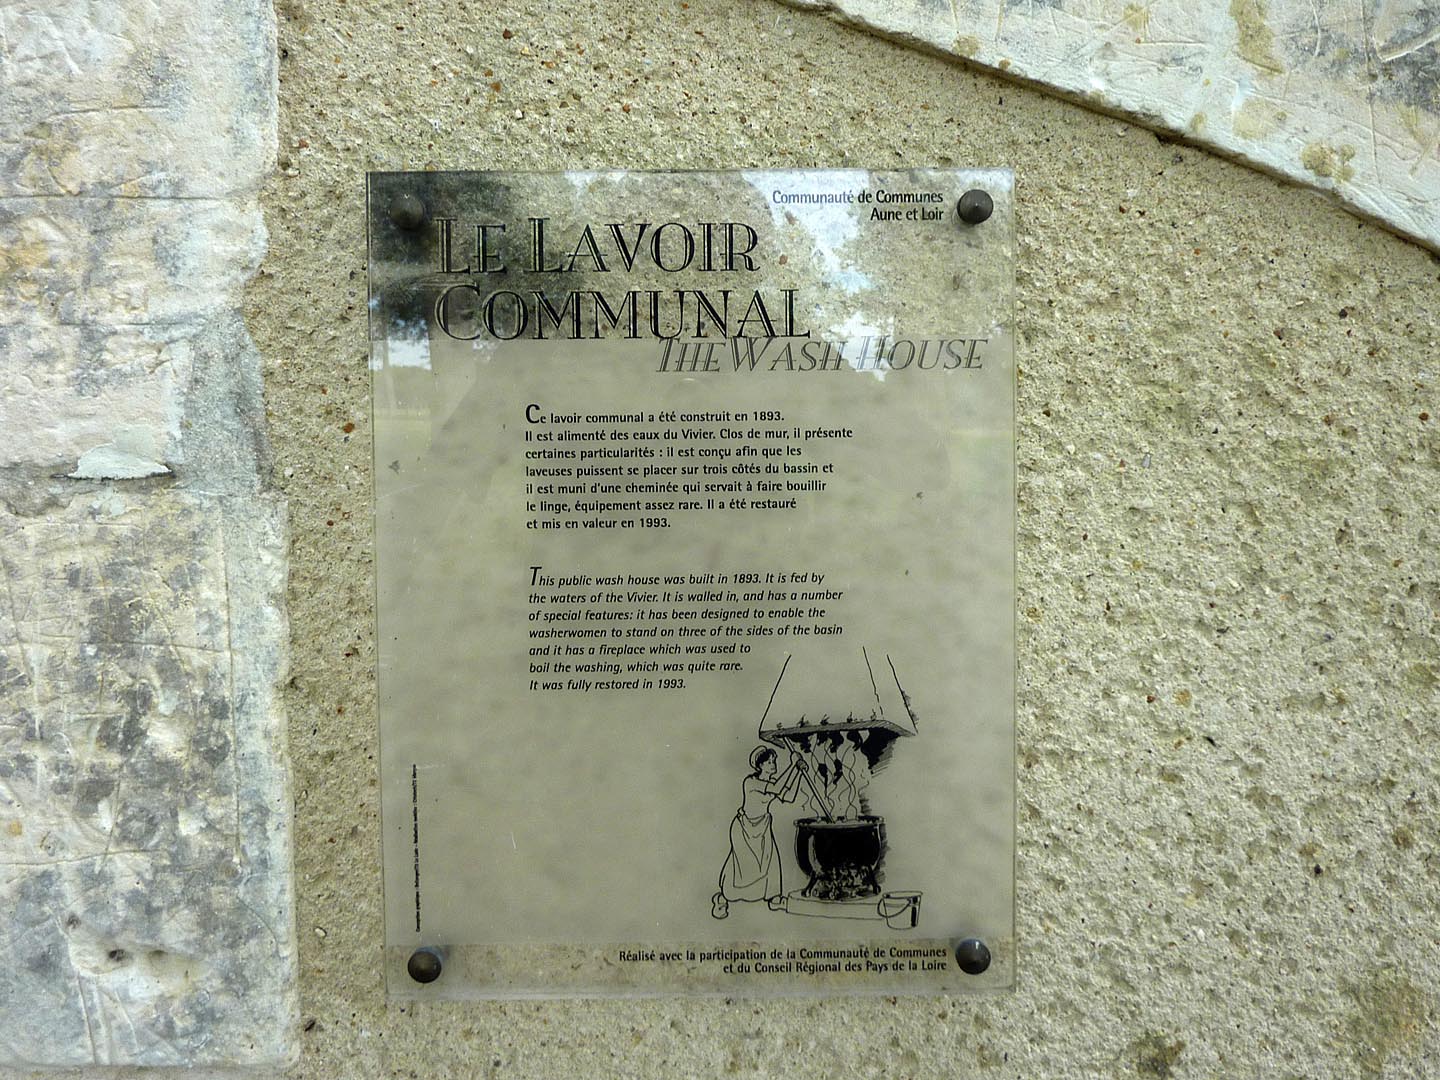 Communauté de Communes
Aune et Loir
LE LAVOIR
COMMUNAL
THE WASH HOUSE
Ce lavoir communal a été construit en 1893.
Il est alimenté des eaux du Vivier. Clos de mur, il présente
certaines particularités : il est conçu afin que les
laveuses puissent se placer sur trois côtés du bassin et
il est muni d'une cheminée qui servait à faire bouillir
le linge, équipement assez rare. Il a été restauré
et mis en valeur en 1993.
This public wash house was built in 1893. It is fed by
the waters of the Vivier. It is walled in, and has a number
of special features: it has been designed to enable the
washerwomen to stand on three of the sides of the basin
and it has a fireplace which was used to
boil the washing, which was quite rare.
It was fully restored in 1993.
Réalisé avec la participation de la Communauté de Communes
et du Conseil Régional des Pays de la Loire